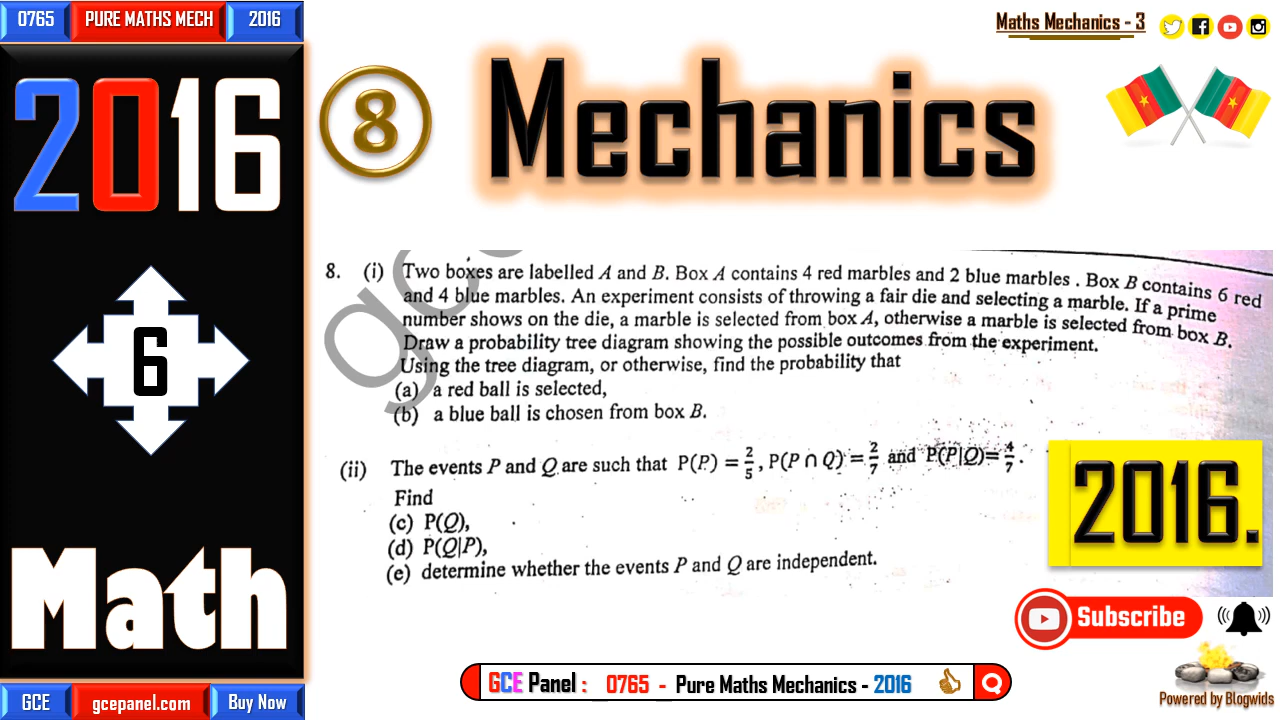 0765 PURE MATHS MECH 2016
Maths Mechanics - 3
2016
8 Mechanics
6
8. (i) Two boxes are labelled A and B. Box A contains 4 red marbles and 2 blue marbles . Box B contains 6 red
and 4 blue marbles. An experiment consists of throwing a fair die and selecting a marble. If a prime
number shows on the die, a marble is selected from box A, otherwise a marble is selected from box B.
Draw a probability tree diagram showing the possible outcomes from the experiment.
Using the tree diagram, or otherwise, find the probability that
(a) a red ball is selected,
(b) a blue ball is chosen from box B.
(ii) The events P and Q are such that P(P) = 2/5, P(P ∩ Q) = 2/7 and P(P|Q)= 4/7.
Find
(c) P(Q),
(d) P(Q|P),
(e) determine whether the events P and Q are independent.
gc
2016.
Math
Subscribe
GCE Panel : 0765 - Pure Maths Mechanics - 2016
GCE gcepanel.com Buy Now
Powered by Blogwids